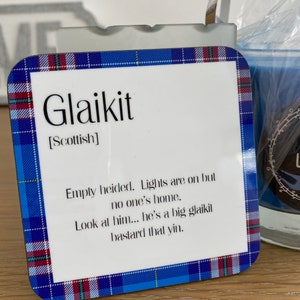 Glaikit
[Scottish]
Empty heided. Lights are on but
no one's home.
Look at him... he's a big glaikit
bastard that yin.